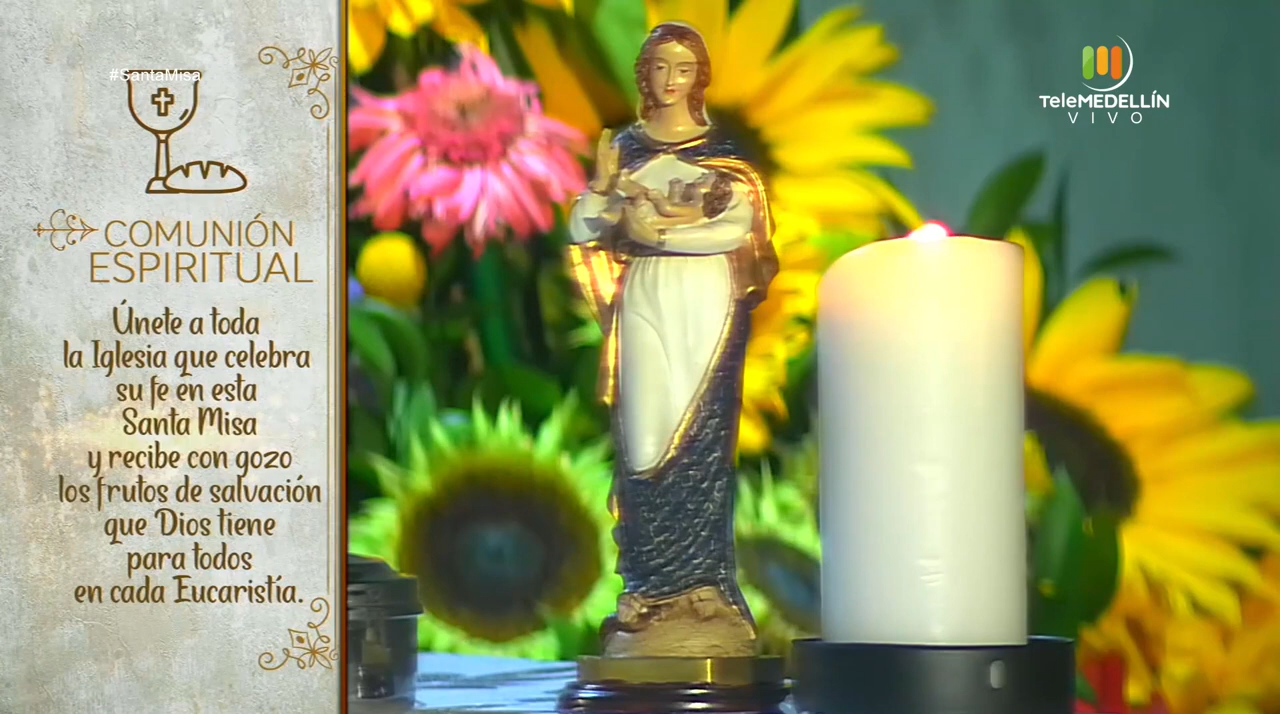 #SantaMisa
COMUNIÓN
ESPIRITUAL
Únete a toda
la Iglesia que celebra
su fe en esta
Santa Misa
y recibe con gozo
los frutos de salvación
que Dios tiene
para todos
en cada Eucaristía.
TeleMEDELLÍN
VIVO